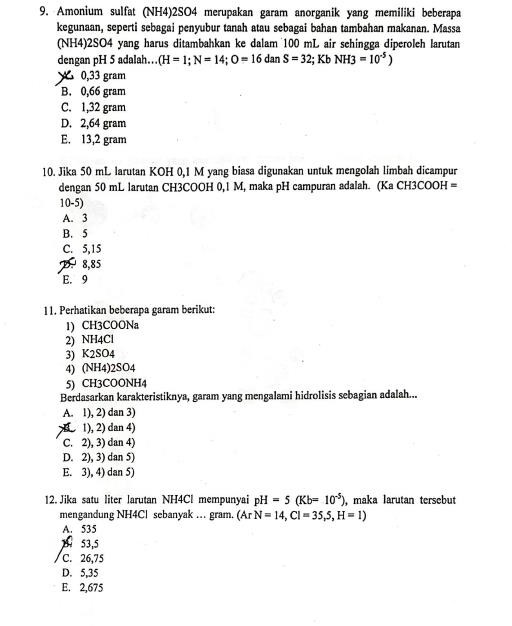 9. Amonium sulfat (NH4)2SO4 merupakan garam anorganik yang memiliki beberapa
kegunaan, seperti sebagai penyubur tanah atau sebagai bahan tambahan makanan. Massa
(NH4)2SO4 yang harus ditambahkan ke dalam 100 mL air sehingga diperoleh larutan
dengan pH 5 adalah...(H = 1; N = 14; O = 16 dan S = 32; Kb NH3 = 10⁻⁵ )
0,33 gram
B. 0,66 gram
C. 1,32 gram
D. 2,64 gram
E. 13,2 gram
10. Jika 50 mL larutan KOH 0,1 M yang biasa digunakan untuk mengolah limbah dicampur
dengan 50 mL larutan CH3COOH 0,1 M, maka pH campuran adalah. (Ka CH3COOH =
10-5)
A. 3
B. 5
C. 5,15
D. 8,85
E. 9
11. Perhatikan beberapa garam berikut:
1) CH3COONa
2) NH4Cl
3) K2SO4
4) (NH4)2SO4
5) CH3COONH4
Berdasarkan karakteristiknya, garam yang mengalami hidrolisis sebagian adalah...
A. 1), 2) dan 3)
1), 2) dan 4)
C. 2), 3) dan 4)
D. 2), 3) dan 5)
E. 3), 4) dan 5)
12. Jika satu liter larutan NH4Cl mempunyai pH = 5 (Kb= 10⁻⁵), maka larutan tersebut
mengandung NH4Cl sebanyak ... gram. (Ar N = 14, Cl = 35,5, H = 1)
A. 535
B. 53,5
C. 26,75
D. 5,35
E. 2,675